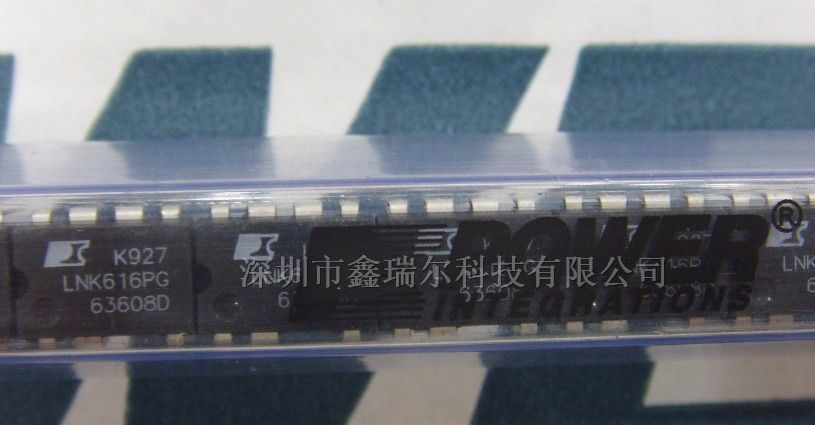 K927
LNK616PG
63608D
POWER ®
INTEGRATIONS
深圳市鑫瑞尔科技有限公司